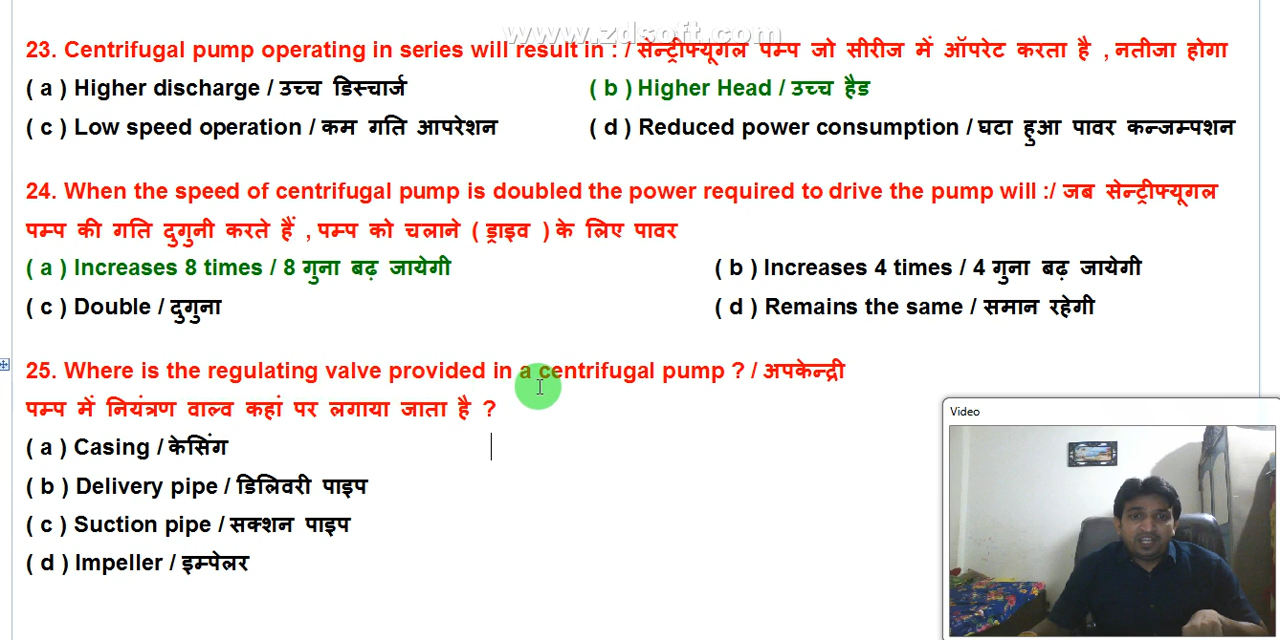 www.zdsoft.com
23. Centrifugal pump operating in series will result in : / सेन्ट्रीफ्यूगल पम्प जो सीरीज में ऑपरेट करता है , नतीजा होगा
( a ) Higher discharge / उच्च डिस्चार्ज ( b ) Higher Head / उच्च हैड
( c ) Low speed operation / कम गति आपरेशन ( d ) Reduced power consumption / घटा हुआ पावर कन्जम्पशन
24. When the speed of centrifugal pump is doubled the power required to drive the pump will :/ जब सेन्ट्रीफ्यूगल
पम्प की गति दुगुनी करते हैं , पम्प को चलाने ( ड्राइव ) के लिए पावर
( a ) Increases 8 times / 8 गुना बढ़ जायेगी ( b ) Increases 4 times / 4 गुना बढ़ जायेगी
( c ) Double / दुगुना ( d ) Remains the same / समान रहेगी
25. Where is the regulating valve provided in a centrifugal pump ? / अपकेन्द्री
पम्प में नियंत्रण वाल्व कहां पर लगाया जाता है ?
( a ) Casing / केसिंग
( b ) Delivery pipe / डिलिवरी पाइप
( c ) Suction pipe / सक्शन पाइप
( d ) Impeller / इम्पेलर
Video